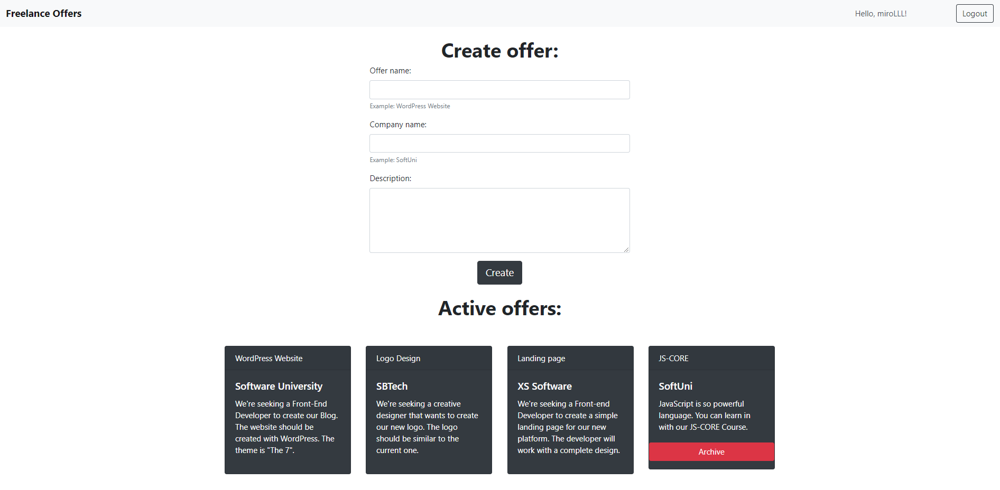 Freelance Offers
Hello, miroLLL!
Logout
Create offer:
Offer name:
Example: WordPress Website
Company name:
Example: SoftUni
Description:
Create
Active offers:
WordPress Website
Software University
We're seeking a Front-End
Developer to create our Blog.
The website should be
created with WordPress. The
theme is "The 7".
Logo Design
SBTech
We're seeking a creative
designer that wants to create
our new logo. The logo
should be similar to the
current one.
Landing page
XS Software
We're seeking a Front-end
Developer to create a simple
landing page for our new
platform. The developer will
work with a complete design.
JS-CORE
SoftUni
JavaScript is so powerful
language. You can learn in
with our JS-CORE Course.
Archive